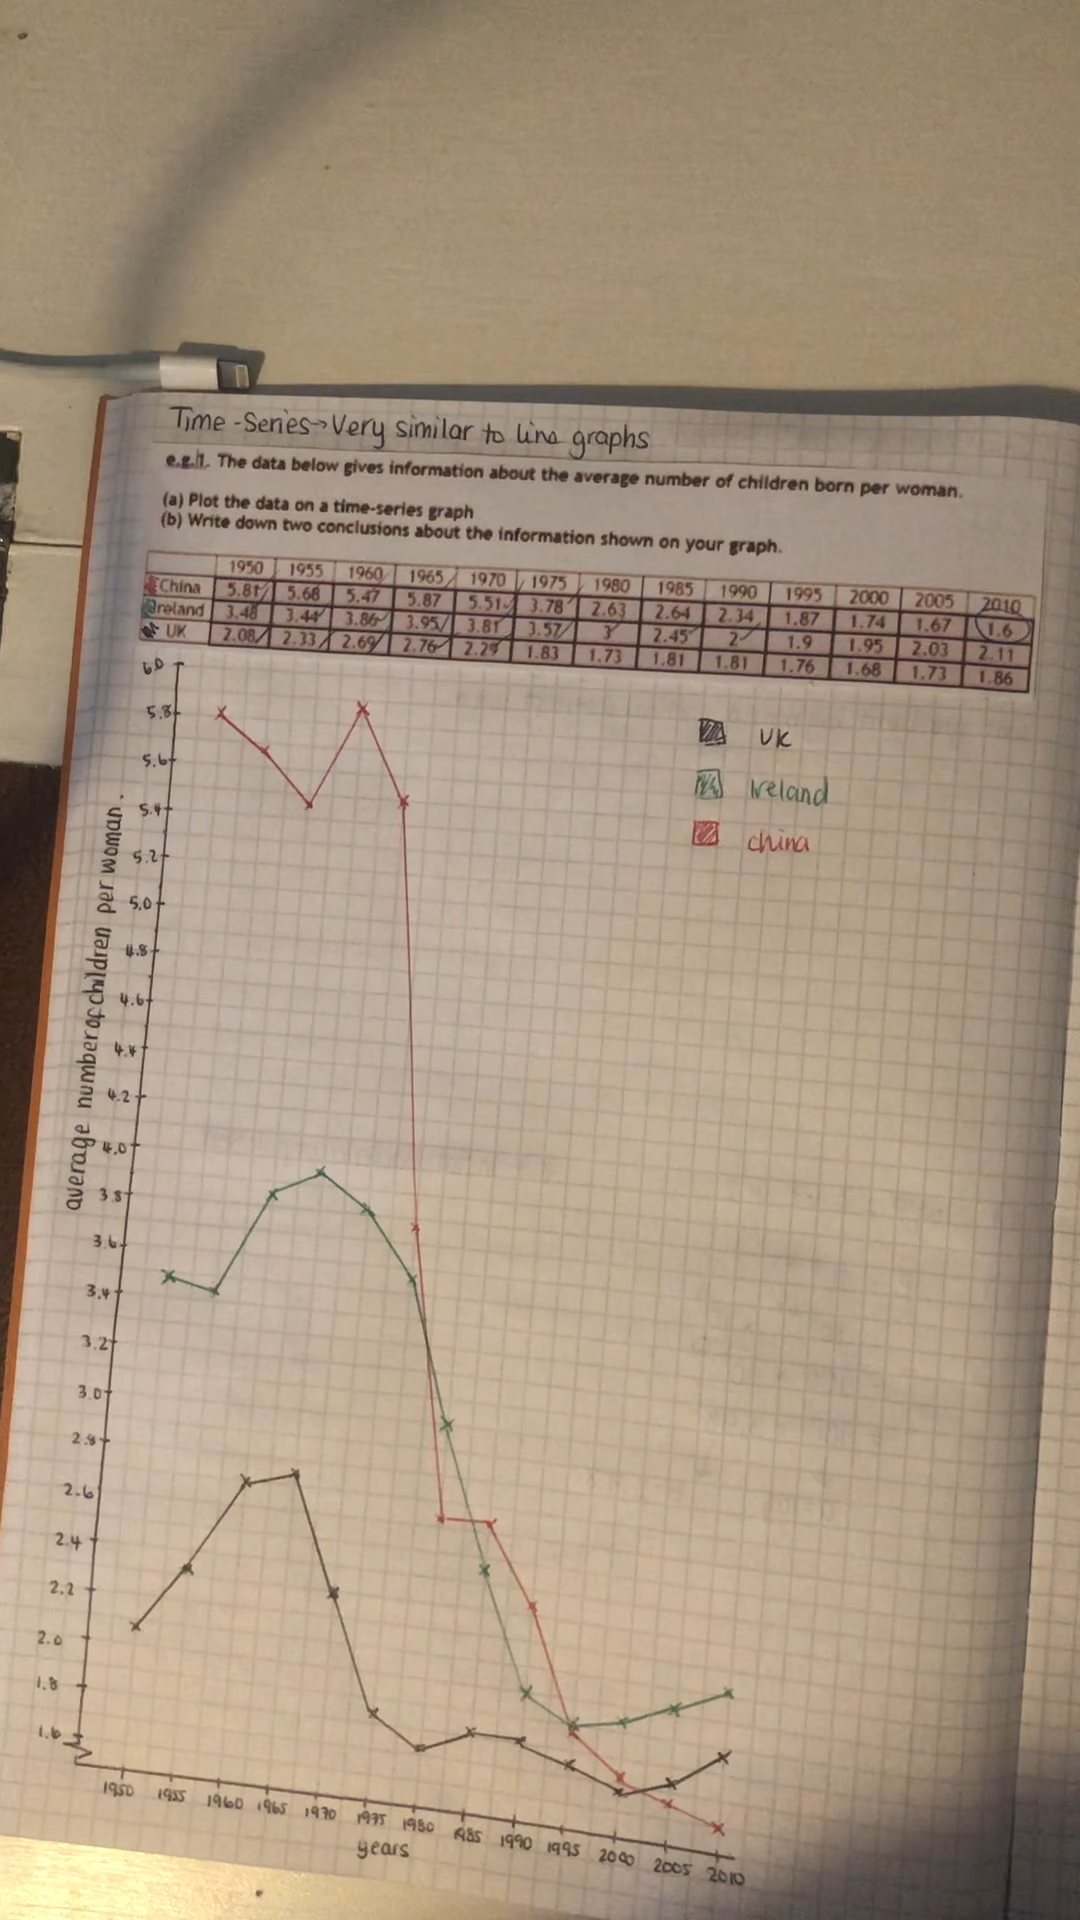 Time-Series→Very similar to line graphs
e.g.1. The data below gives information about the average number of children born per woman.
(a) Plot the data on a time-series graph
(b) Write down two conclusions about the information shown on your graph.
1950 1955 1960 1965 1970 1975 1980 1985 1990 1995 2000 2005 2010
China 5.81 5.68 5.47 5.87 5.51 3.78 2.63 2.64 2.34 1.87 1.74 1.67 1.6
Ireland 3.48 3.44 3.86 3.95 3.81 3.57 3 2.45 2 1.9 1.95 2.03 2.11
UK 2.08 2.33 2.69 2.76 2.29 1.83 1.73 1.81 1.81 1.76 1.68 1.73 1.86
UK
Ireland
china
average number of children per woman.
6.0
5.8
5.6
5.4
5.2
5.0
4.8
4.6
4.4
4.2
4.0
3.8
3.6
3.4
3.2
3.0
2.8
2.6
2.4
2.2
2.0
1.8
1.6
1950 1955 1960 1965 1970 1975 1980 1985 1990 1995 2000 2005 2010
years